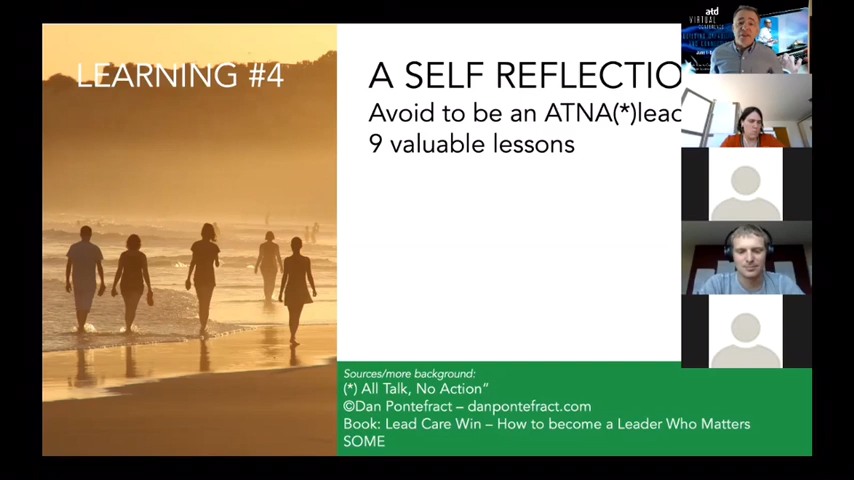 LEARNING #4
A SELF REFLECTIO
Avoid to be an ATNA(*)lead
9 valuable lessons
Sources/more background:
(*) All Talk, No Action"
©Dan Pontefract – danpontefract.com
Book: Lead Care Win – How to become a Leader Who Matters
SOME
atd
VIRTUAL